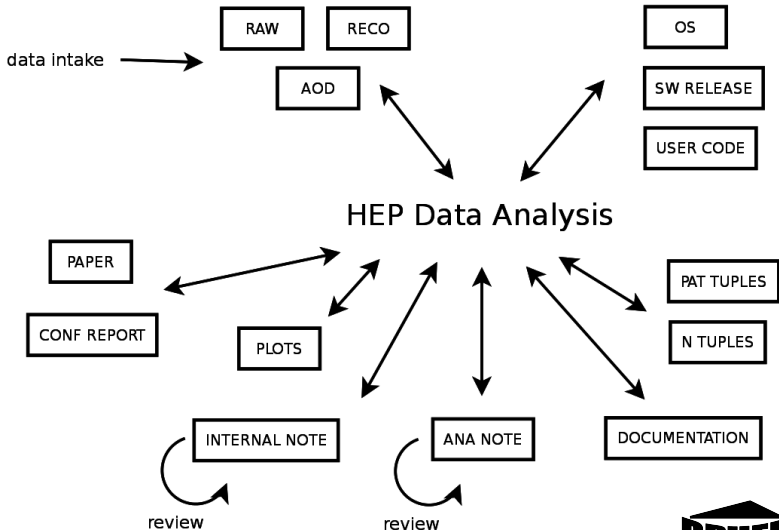 RAW
RECO
OS
data intake
AOD
SW RELEASE
USER CODE
HEP Data Analysis
PAPER
PAT TUPLES
CONF REPORT
PLOTS
N TUPLES
INTERNAL NOTE
ANA NOTE
DOCUMENTATION
review
review